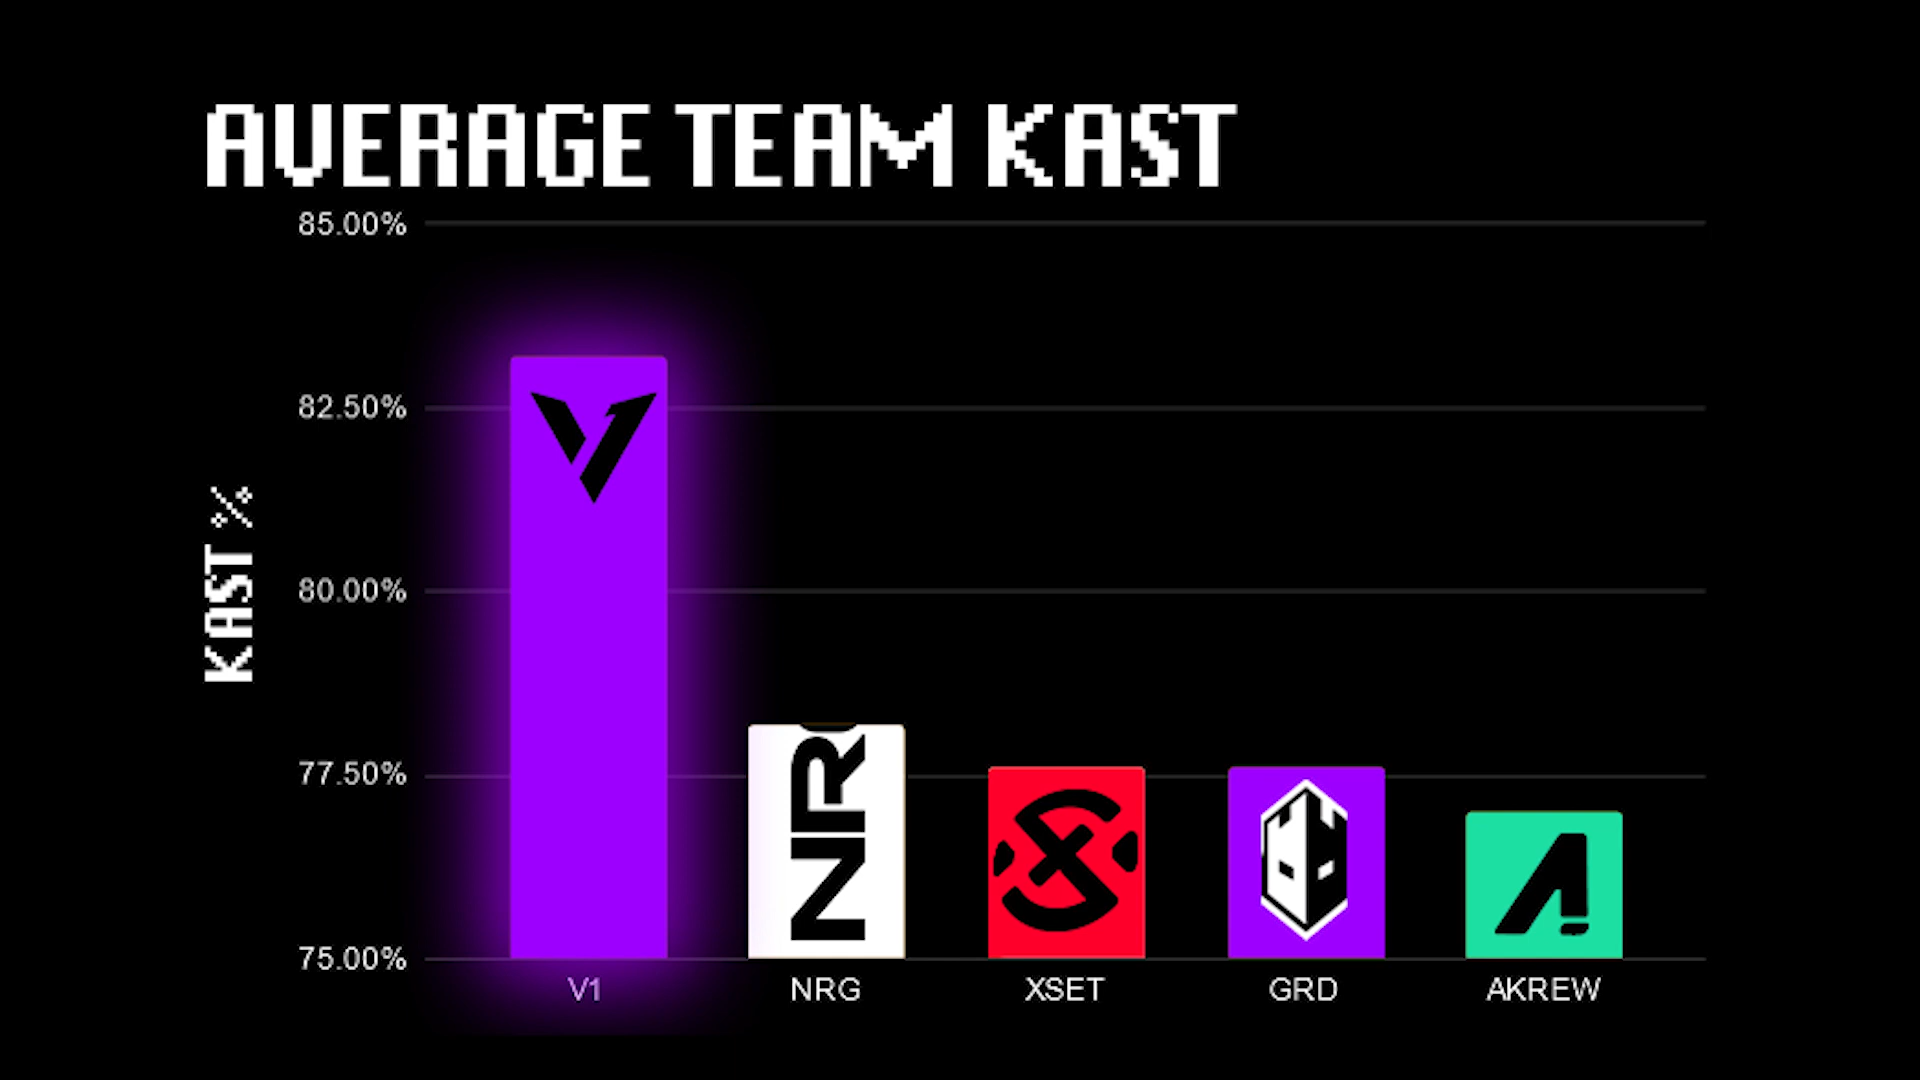 AVERAGE TEAM KAST
85.00%
82.50%
80.00%
77.50%
75.00%
KAST %
NR
V1
NRG
XSET
GRD
AKREW